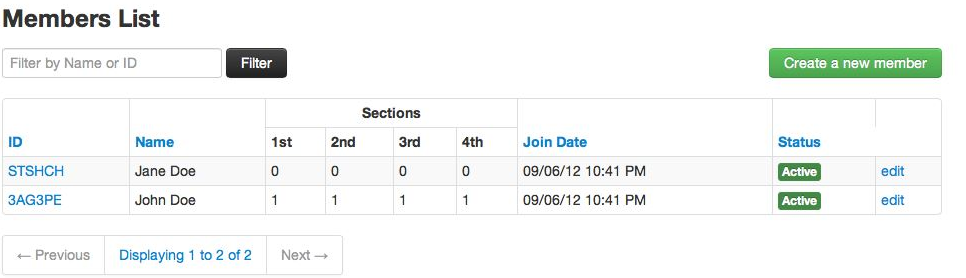 Members List
Filter by Name or ID Filter Create a new member
Sections
ID Name 1st 2nd 3rd 4th Join Date Status
STSHCH Jane Doe 0 0 0 0 09/06/12 10:41 PM Active edit
3AG3PE John Doe 1 1 1 1 09/06/12 10:41 PM Active edit
← Previous Displaying 1 to 2 of 2 Next →